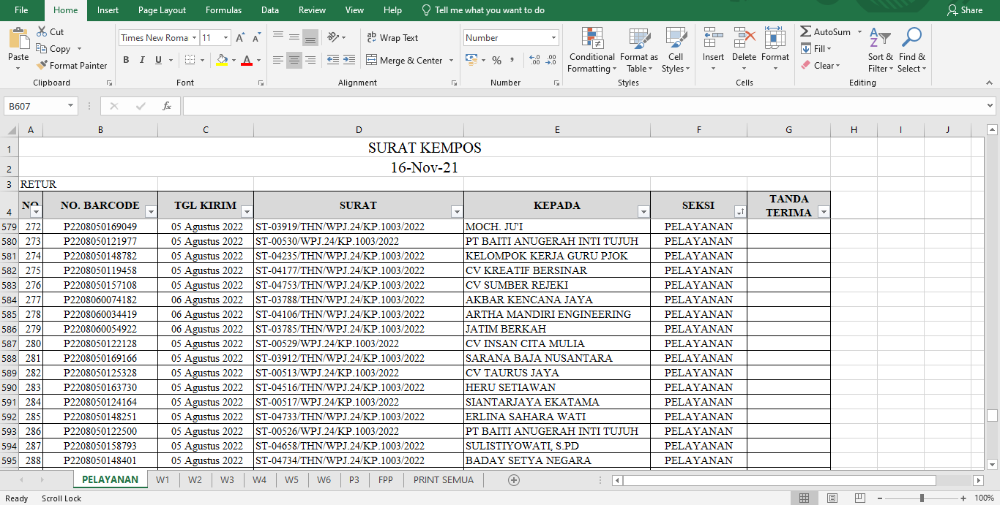 File Home Insert Page Layout Formulas Data Review View Help Tell me what you want to do Share
Cut
Copy
Format Painter
Paste
Clipboard
Times New Roma 11
B I U
Font
Wrap Text
Merge & Center
Alignment
Number
% ,
Number
Conditional Formatting
Format as Table
Cell Styles
Styles
Insert Delete Format
Cells
AutoSum
Fill
Clear
Sort & Filter
Find & Select
Editing
B607 fx
A B C D E F G H I J
1 SURAT KEMPOS
2 16-Nov-21
3 RETUR
4 NO NO. BARCODE TGL KIRIM SURAT KEPADA SEKSI TANDA TERIMA
579 272 P2208050169049 05 Agustus 2022 ST-03919/THN/WPJ.24/KP.1003/2022 MOCH. JU'I PELAYANAN
580 273 P2208050121977 05 Agustus 2022 ST-00530/WPJ.24/KP.1003/2022 PT BAITI ANUGERAH INTI TUJUH PELAYANAN
581 274 P2208050148782 05 Agustus 2022 ST-04235/THN/WPJ.24/KP.1003/2022 KELOMPOK KERJA GURU PJOK PELAYANAN
582 275 P2208050119458 05 Agustus 2022 ST-04177/THN/WPJ.24/KP.1003/2022 CV KREATIF BERSINAR PELAYANAN
583 276 P2208050157108 05 Agustus 2022 ST-04753/THN/WPJ.24/KP.1003/2022 CV SUMBER REJEKI PELAYANAN
584 277 P2208060074182 06 Agustus 2022 ST-03788/THN/WPJ.24/KP.1003/2022 AKBAR KENCANA JAYA PELAYANAN
585 278 P2208060034419 06 Agustus 2022 ST-04106/THN/WPJ.24/KP.1003/2022 ARTHA MANDIRI ENGINEERING PELAYANAN
586 279 P2208060054922 06 Agustus 2022 ST-03785/THN/WPJ.24/KP.1003/2022 JATIM BERKAH PELAYANAN
587 280 P2208050122128 05 Agustus 2022 ST-00529/WPJ.24/KP.1003/2022 CV INSAN CITA MULIA PELAYANAN
588 281 P2208050169166 05 Agustus 2022 ST-03912/THN/WPJ.24/KP.1003/2022 SARANA BAJA NUSANTARA PELAYANAN
589 282 P2208050125328 05 Agustus 2022 ST-00513/WPJ.24/KP.1003/2022 CV TAURUS JAYA PELAYANAN
590 283 P2208050163730 05 Agustus 2022 ST-04516/THN/WPJ.24/KP.1003/2022 HERU SETIAWAN PELAYANAN
591 284 P2208050124164 05 Agustus 2022 ST-00517/WPJ.24/KP.1003/2022 SIANTARJAYA EKATAMA PELAYANAN
592 285 P2208050148251 05 Agustus 2022 ST-04733/THN/WPJ.24/KP.1003/2022 ERLINA SAHARA WATI PELAYANAN
593 286 P2208050122500 05 Agustus 2022 ST-00526/WPJ.24/KP.1003/2022 PT BAITI ANUGERAH INTI TUJUH PELAYANAN
594 287 P2208050158793 05 Agustus 2022 ST-04658/THN/WPJ.24/KP.1003/2022 SULISTIYOWATI, S.PD PELAYANAN
595 288 P2208050148401 05 Agustus 2022 ST-04734/THN/WPJ.24/KP.1003/2022 BADAY SETYA NEGARA PELAYANAN
PELAYANAN W1 W2 W3 W4 W5 W6 P3 FPP PRINT SEMUA
Ready Scroll Lock 100%